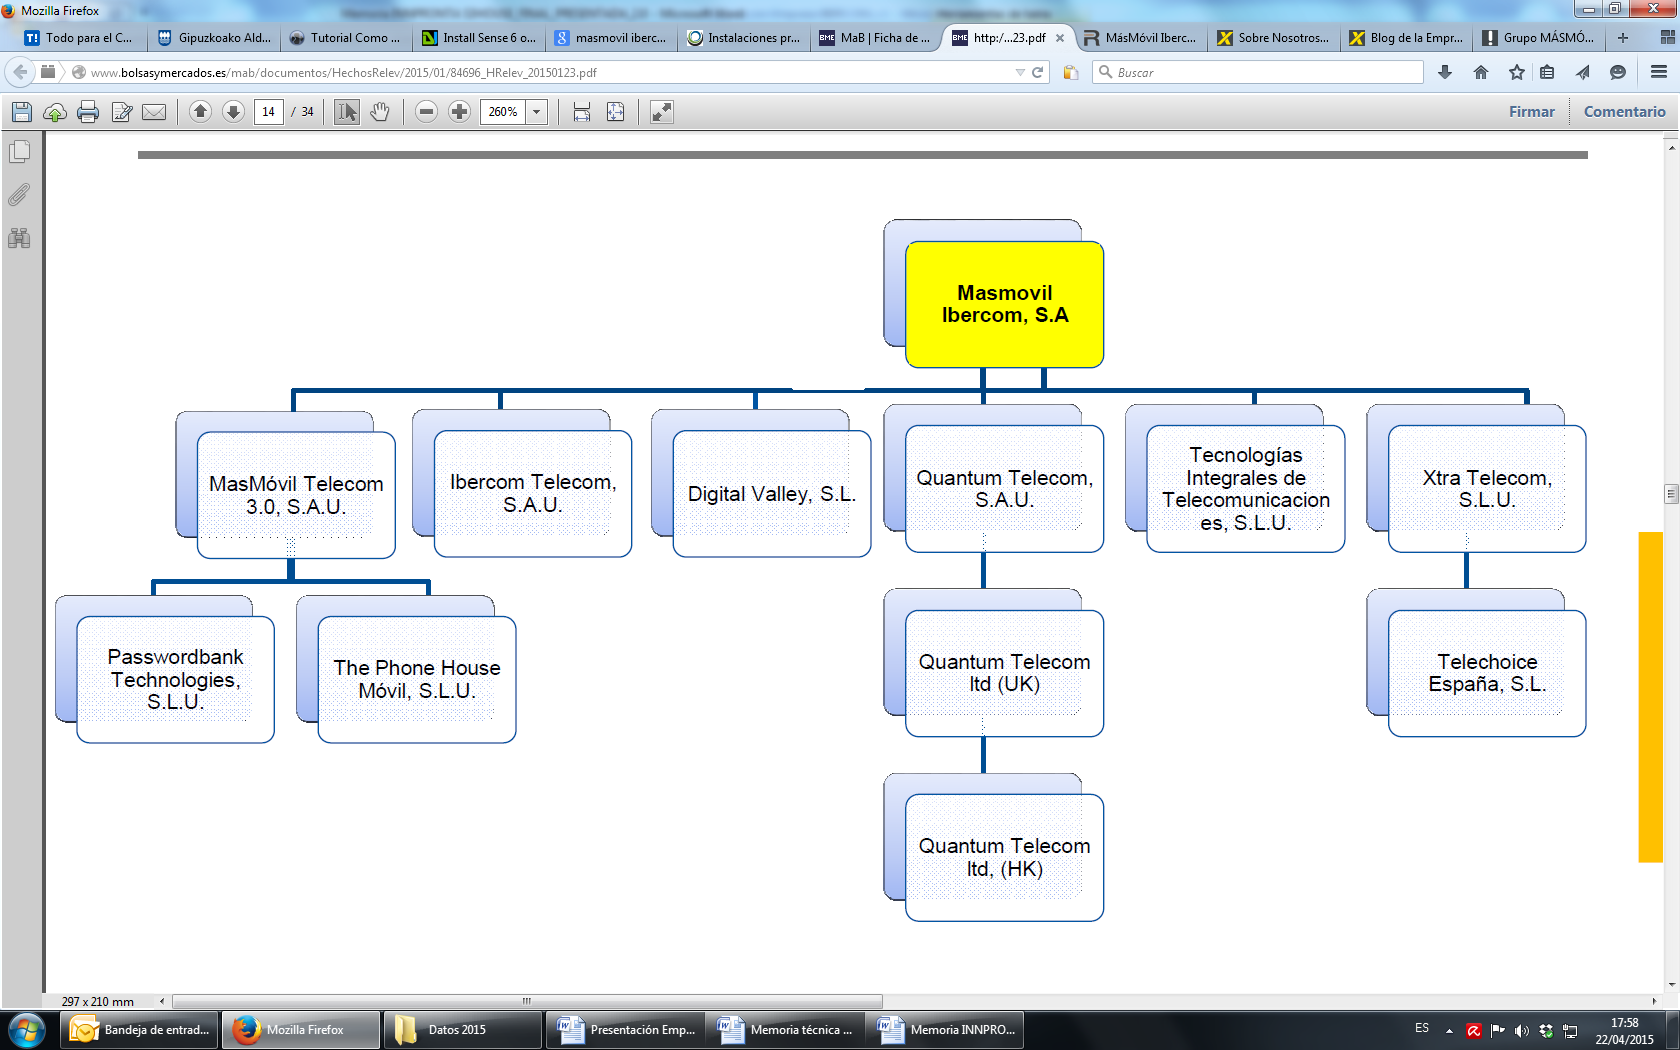 Mozilla Firefox
Todo para el C...
Gipuzkoako Ald...
Tutorial Como ...
Install Sense 6 o...
masmovil iberc...
Instalaciones pr...
MaB | Ficha de ...
http:/...23.pdf
MásMóvil Iberc...
Sobre Nosotros...
Blog de la Empr...
Grupo MÁSMÓ...
www.bolsasymercados.es/mab/documentos/HechosRelev/2015/01/84696_HRelev_20150123.pdf
Buscar
14 / 34
260%
Firmar
Comentario
Masmovil
Ibercom, S.A
MasMóvil Telecom
3.0, S.A.U.
Ibercom Telecom,
S.A.U.
Digital Valley, S.L.
Quantum Telecom,
S.A.U.
Tecnologías
Integrales de
Telecomunicacion
es, S.L.U.
Xtra Telecom,
S.L.U.
Passwordbank
Technologies,
S.L.U.
The Phone House
Móvil, S.L.U.
Quantum Telecom
ltd (UK)
Telechoice
España, S.L.
Quantum Telecom
ltd, (HK)
297 x 210 mm
Bandeja de entrad...
Mozilla Firefox
Datos 2015
Presentación Emp...
Memoria técnica ...
Memoria INNPRO...
ES
17:58
22/04/2015